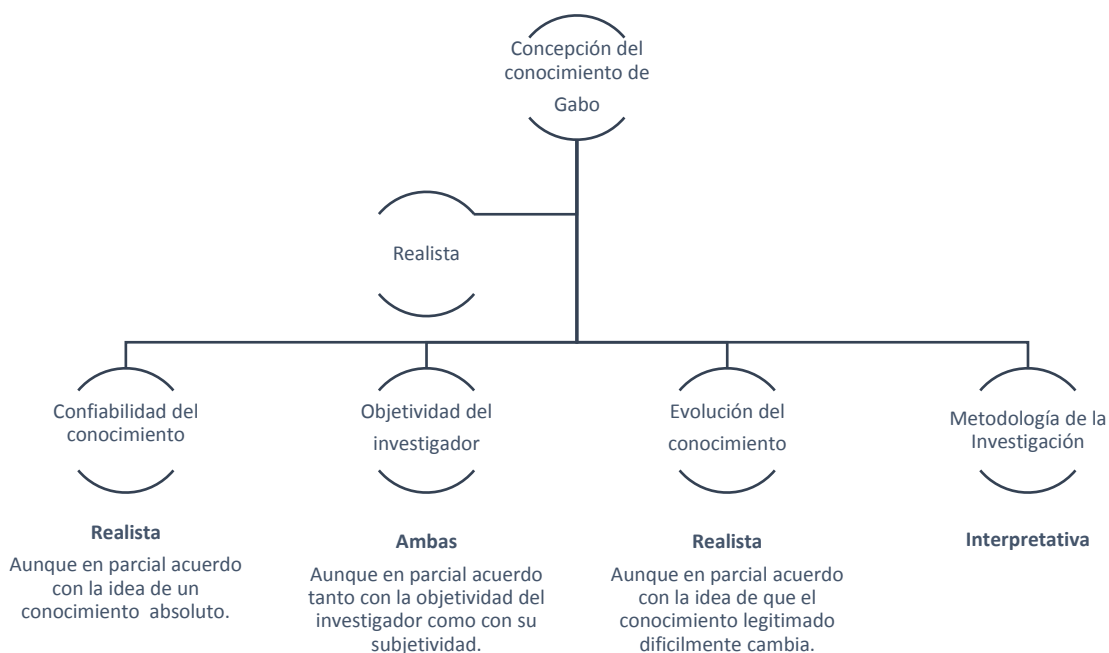 Concepción del
conocimiento de
Gabo
Realista
Confiabilidad del
conocimiento
Objetividad del
investigador
Evolución del
conocimiento
Metodología de la
Investigación
Realista
Aunque en parcial acuerdo
con la idea de un
conocimiento absoluto.
Ambas
Aunque en parcial acuerdo
tanto con la objetividad del
investigador como con su
subjetividad.
Realista
Aunque en parcial acuerdo
con la idea de que el
conocimiento legitimado
dificilmente cambia.
Interpretativa